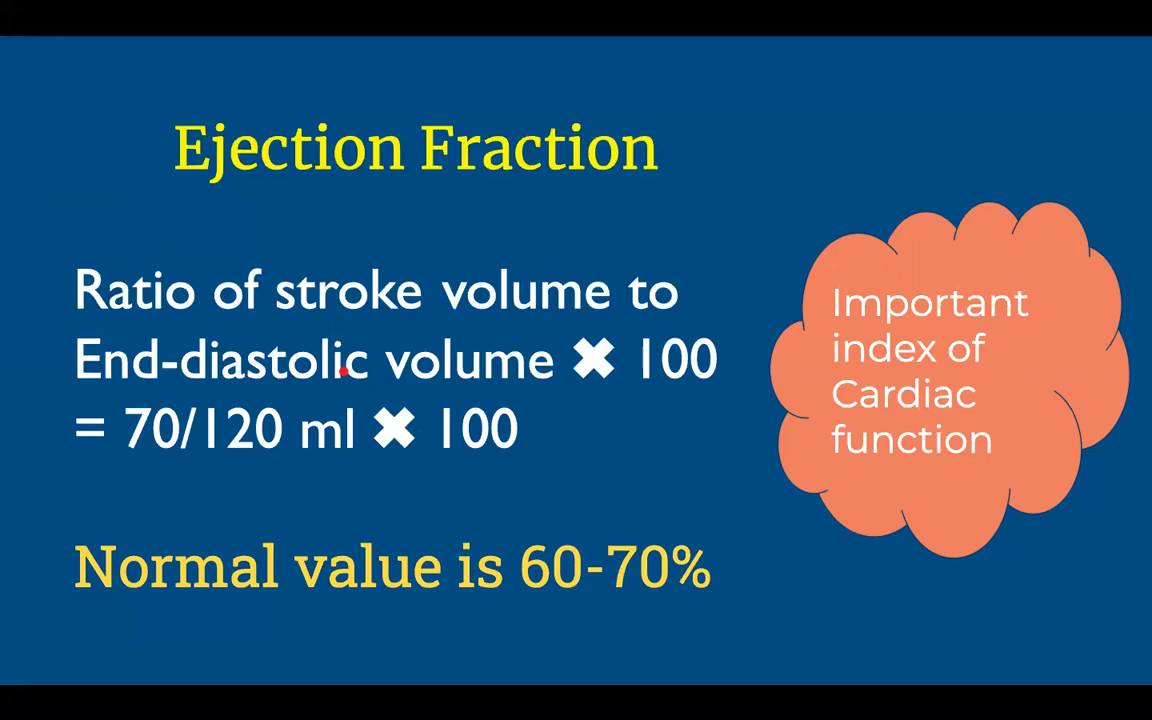 Ejection Fraction
Ratio of stroke volume to
End-diastolic volume ✖ 100
= 70/120 ml ✖ 100
Normal value is 60-70%
Important
index of
Cardiac
function